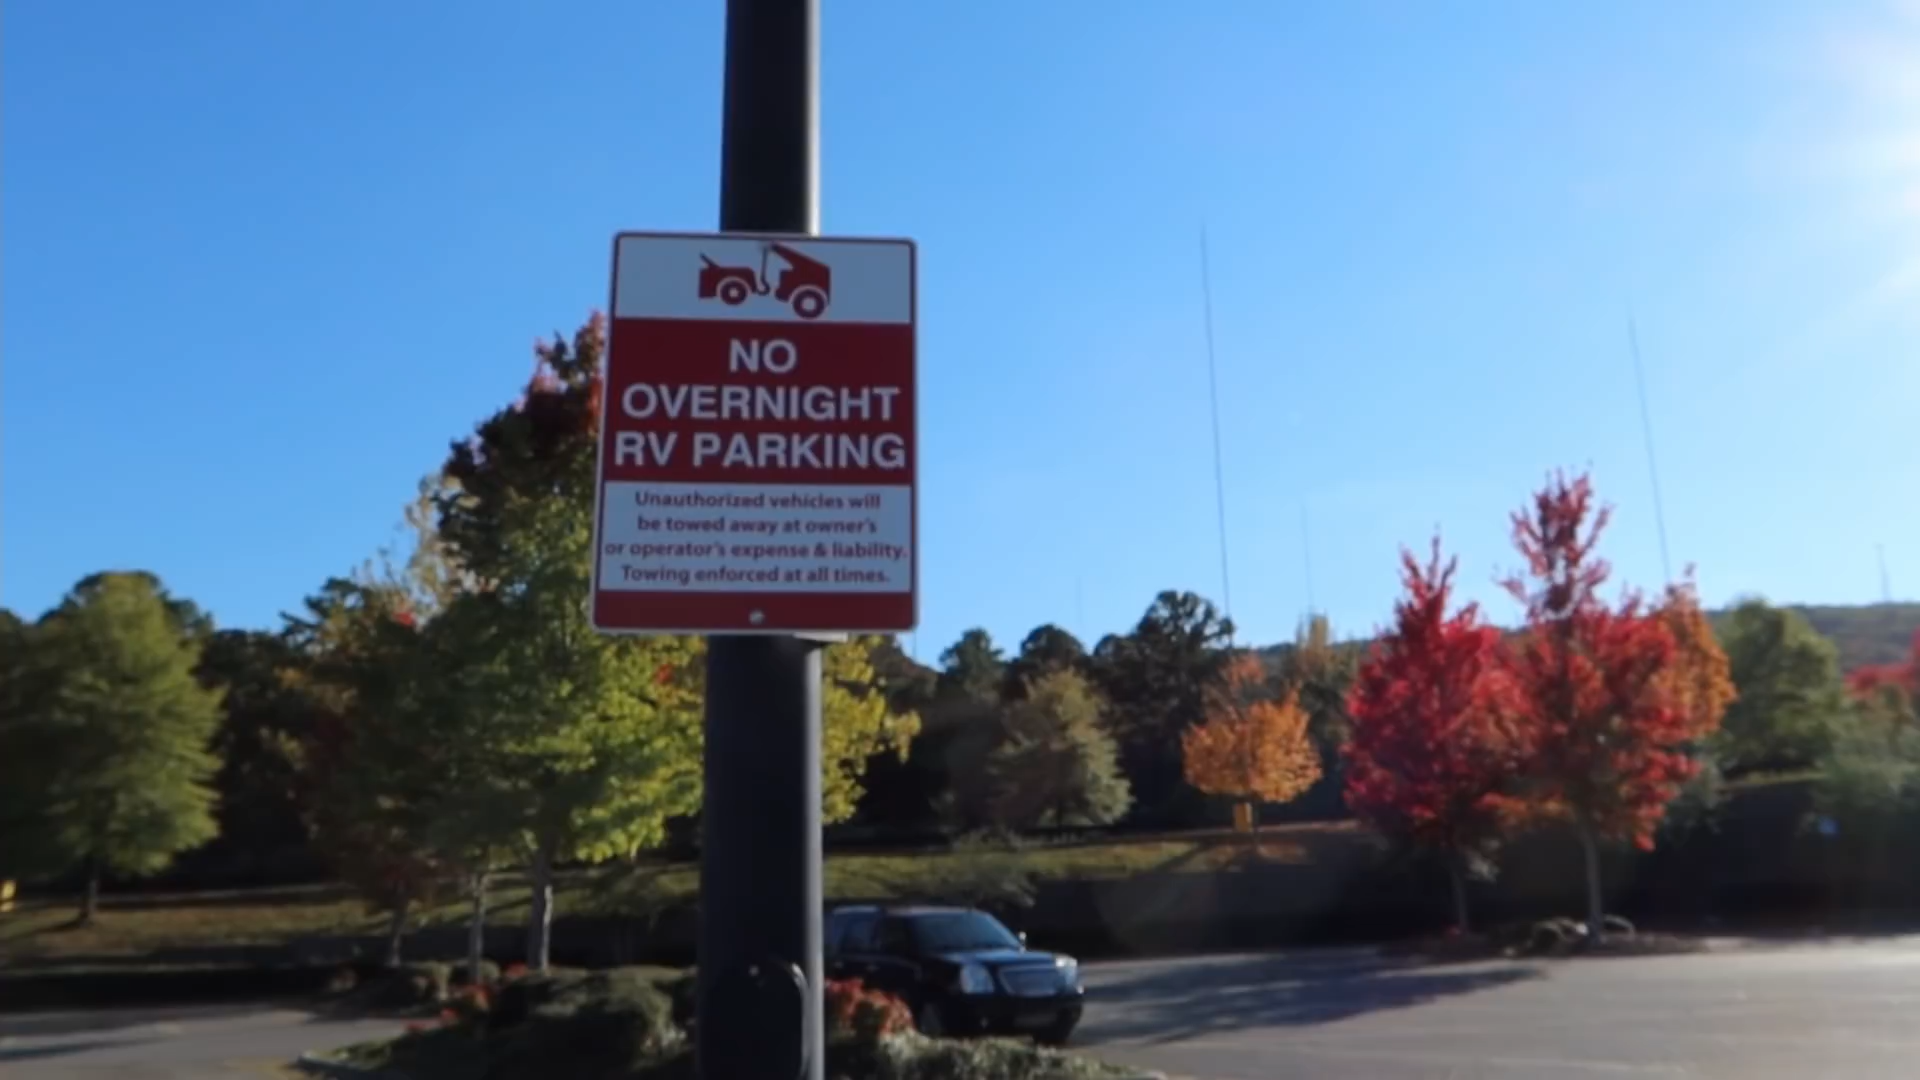 NO
OVERNIGHT
RV PARKING
Unauthorized vehicles will
be towed away at owner's
or operator's expense & liability.
Towing enforced at all times.